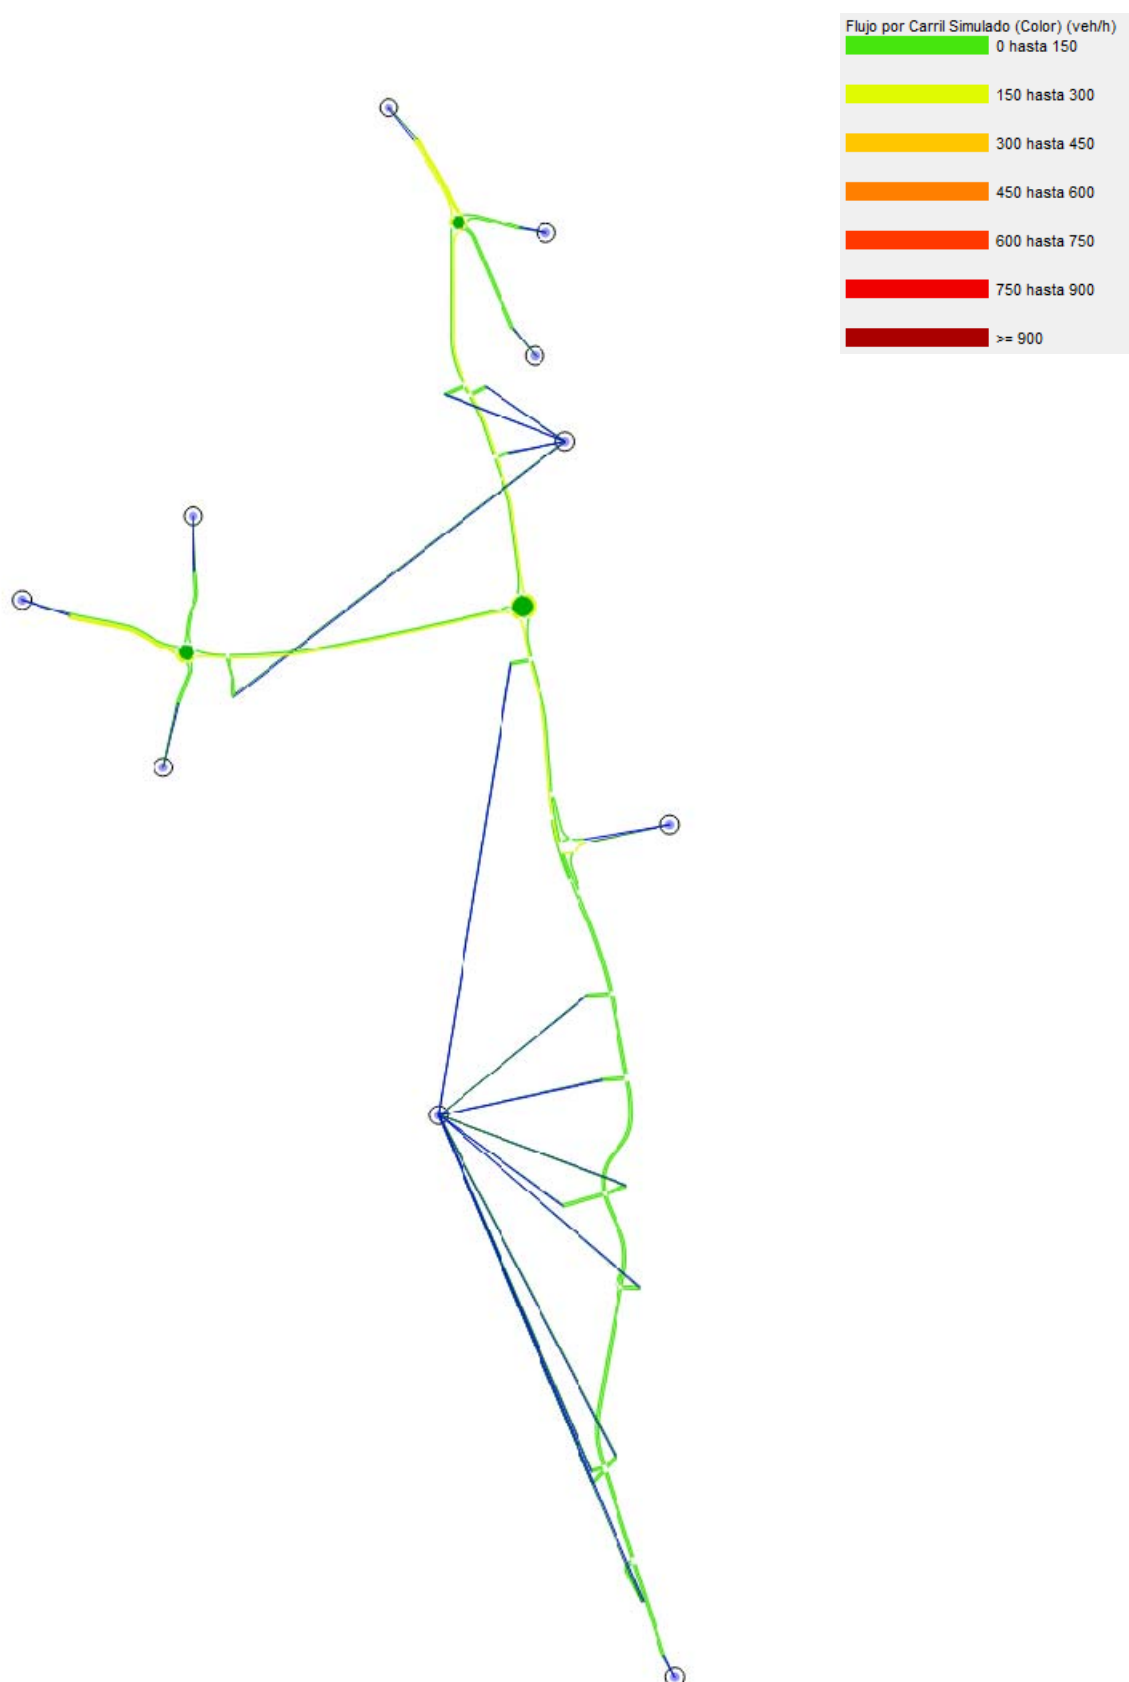 Flujo por Carril Simulado (Color) (veh/h)
0 hasta 150
150 hasta 300
300 hasta 450
450 hasta 600
600 hasta 750
750 hasta 900
>= 900